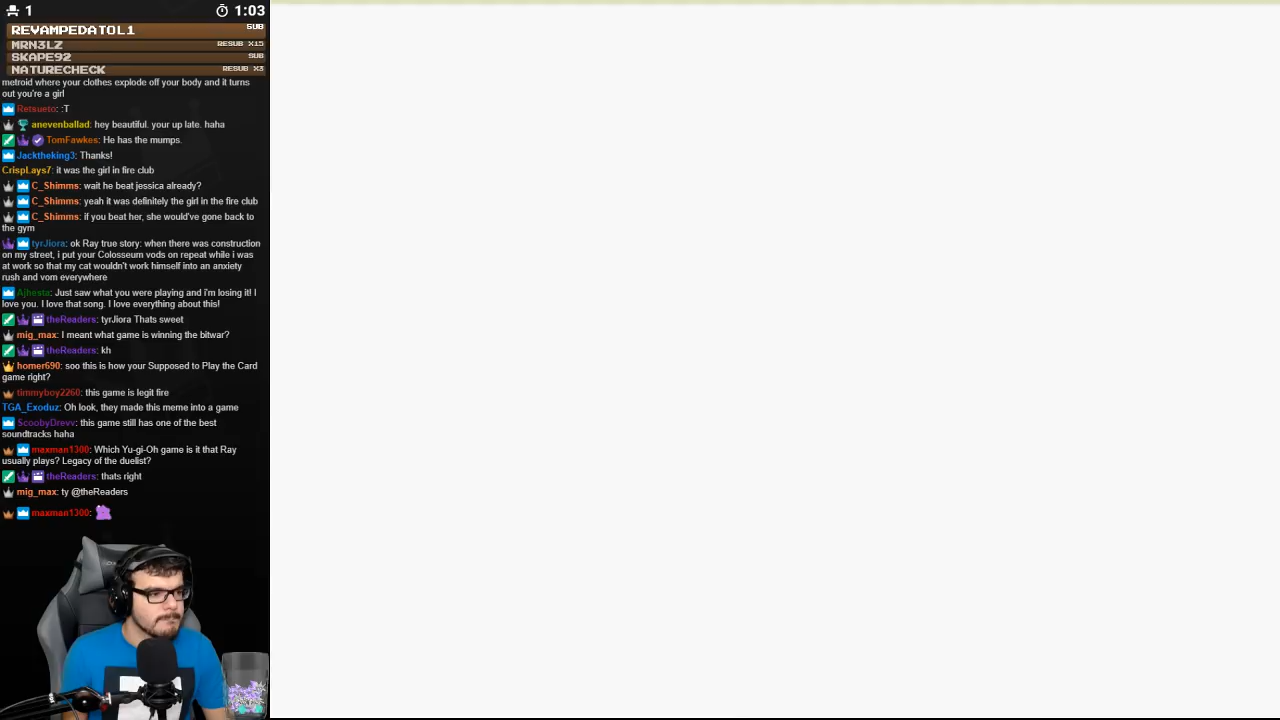 1
1:03
REVAMPEDATOL1 SUB
MRN3LZ RESUB X15
SKAPE92 SUB
NATURECHECK RESUB X3
metroid where your clothes explode off your body and it turns
out you're a girl
Retsueto: :T
anevenballad: hey beautiful. your up late. haha
TomFawkes: He has the mumps.
Jacktheking3: Thanks!
CrispLays7: it was the girl in fire club
C_Shimms: wait he beat jessica already?
C_Shimms: yeah it was definitely the girl in the fire club
C_Shimms: if you beat her, she would've gone back to
the gym
tyrJiora: ok Ray true story: when there was construction
on my street, i put your Colosseum vods on repeat while i was
at work so that my cat wouldn't work himself into an anxiety
rush and vom everywhere
Ajhesta: Just saw what you were playing and i'm losing it! I
love you. I love that song. I love everything about this!
theReaders: tyrJiora Thats sweet
mig_max: I meant what game is winning the bitwar?
theReaders: kh
homer690: soo this is how your Supposed to Play the Card
game right?
timmyboy2260: this game is legit fire
TGA_Exoduz: Oh look, they made this meme into a game
ScoobyDrevv: this game still has one of the best
soundtracks haha
maxman1300: Which Yu-gi-Oh game is it that Ray
usually plays? Legacy of the duelist?
theReaders: thats right
mig_max: ty @theReaders
maxman1300: